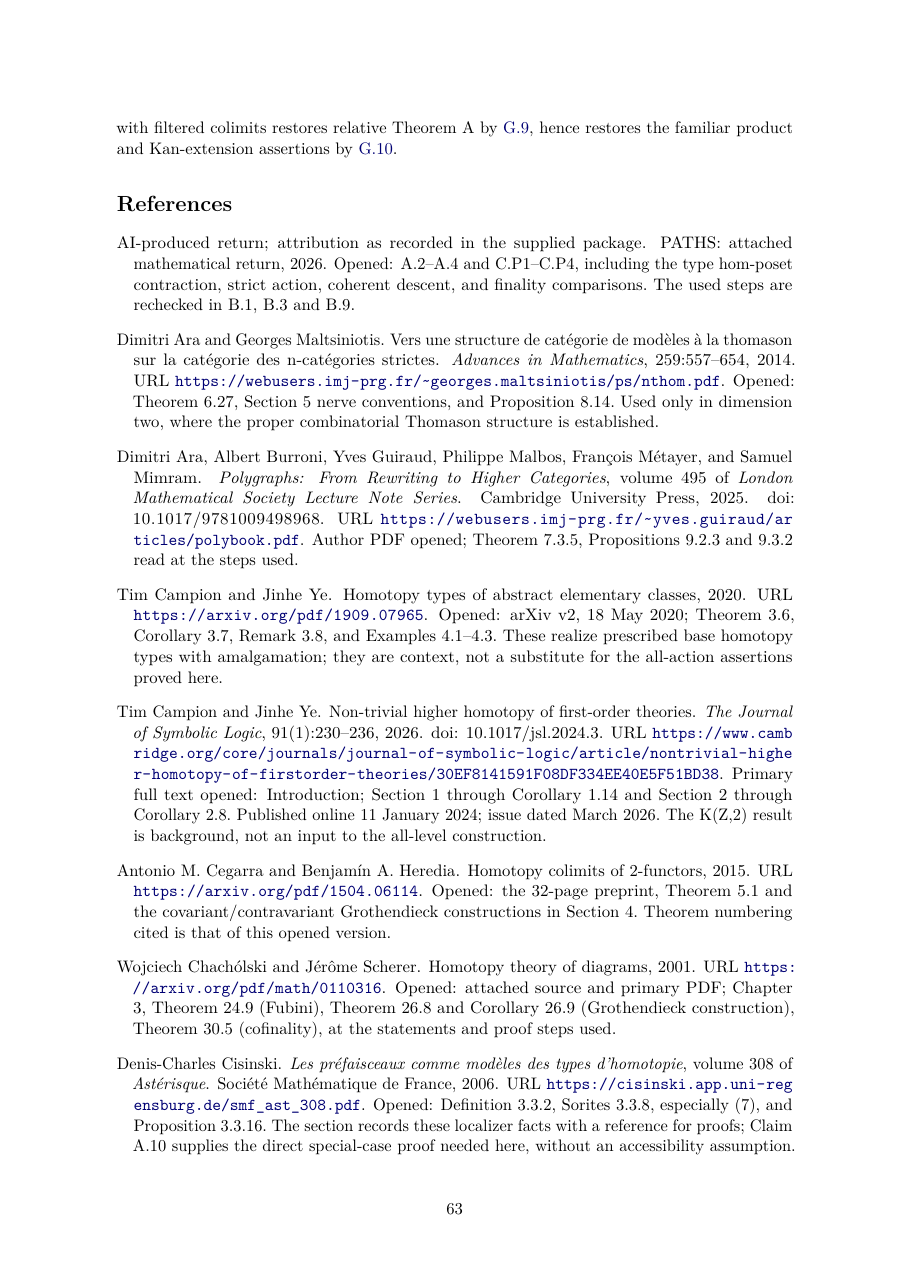 with filtered colimits restores relative Theorem A by G.9, hence restores the familiar product
and Kan-extension assertions by G.10.
References
AI-produced return; attribution as recorded in the supplied package. PATHS: attached
mathematical return, 2026. Opened: A.2–A.4 and C.P1–C.P4, including the type hom-poset
contraction, strict action, coherent descent, and finality comparisons. The used steps are
rechecked in B.1, B.3 and B.9.
Dimitri Ara and Georges Maltsiniotis. Vers une structure de catégorie de modèles à la thomason
sur la catégorie des n-catégories strictes. Advances in Mathematics, 259:557–654, 2014.
URL https://webusers.imj-prg.fr/~georges.maltsiniotis/ps/nthom.pdf. Opened:
Theorem 6.27, Section 5 nerve conventions, and Proposition 8.14. Used only in dimension
two, where the proper combinatorial Thomason structure is established.
Dimitri Ara, Albert Burroni, Yves Guiraud, Philippe Malbos, François Métayer, and Samuel
Mimram. Polygraphs: From Rewriting to Higher Categories, volume 495 of London
Mathematical Society Lecture Note Series. Cambridge University Press, 2025. doi:
10.1017/9781009498968. URL https://webusers.imj-prg.fr/~yves.guiraud/ar
ticles/polybook.pdf. Author PDF opened; Theorem 7.3.5, Propositions 9.2.3 and 9.3.2
read at the steps used.
Tim Campion and Jinhe Ye. Homotopy types of abstract elementary classes, 2020. URL
https://arxiv.org/pdf/1909.07965. Opened: arXiv v2, 18 May 2020; Theorem 3.6,
Corollary 3.7, Remark 3.8, and Examples 4.1–4.3. These realize prescribed base homotopy
types with amalgamation; they are context, not a substitute for the all-action assertions
proved here.
Tim Campion and Jinhe Ye. Non-trivial higher homotopy of first-order theories. The Journal
of Symbolic Logic, 91(1):230–236, 2026. doi: 10.1017/jsl.2024.3. URL https://www.camb
ridge.org/core/journals/journal-of-symbolic-logic/article/nontrivial-highe
r-homotopy-of-firstorder-theories/30EF8141591F08DF334EE40E5F51BD38. Primary
full text opened: Introduction; Section 1 through Corollary 1.14 and Section 2 through
Corollary 2.8. Published online 11 January 2024; issue dated March 2026. The K(Z,2) result
is background, not an input to the all-level construction.
Antonio M. Cegarra and Benjamín A. Heredia. Homotopy colimits of 2-functors, 2015. URL
https://arxiv.org/pdf/1504.06114. Opened: the 32-page preprint, Theorem 5.1 and
the covariant/contravariant Grothendieck constructions in Section 4. Theorem numbering
cited is that of this opened version.
Wojciech Chachólski and Jérôme Scherer. Homotopy theory of diagrams, 2001. URL https:
//arxiv.org/pdf/math/0110316. Opened: attached source and primary PDF; Chapter
3, Theorem 24.9 (Fubini), Theorem 26.8 and Corollary 26.9 (Grothendieck construction),
Theorem 30.5 (cofinality), at the statements and proof steps used.
Denis-Charles Cisinski. Les préfaisceaux comme modèles des types d'homotopie, volume 308 of
Astérisque. Société Mathématique de France, 2006. URL https://cisinski.app.uni-reg
ensburg.de/smf_ast_308.pdf. Opened: Definition 3.3.2, Sorites 3.3.8, especially (7), and
Proposition 3.3.16. The section records these localizer facts with a reference for proofs; Claim
A.10 supplies the direct special-case proof needed here, without an accessibility assumption.
63